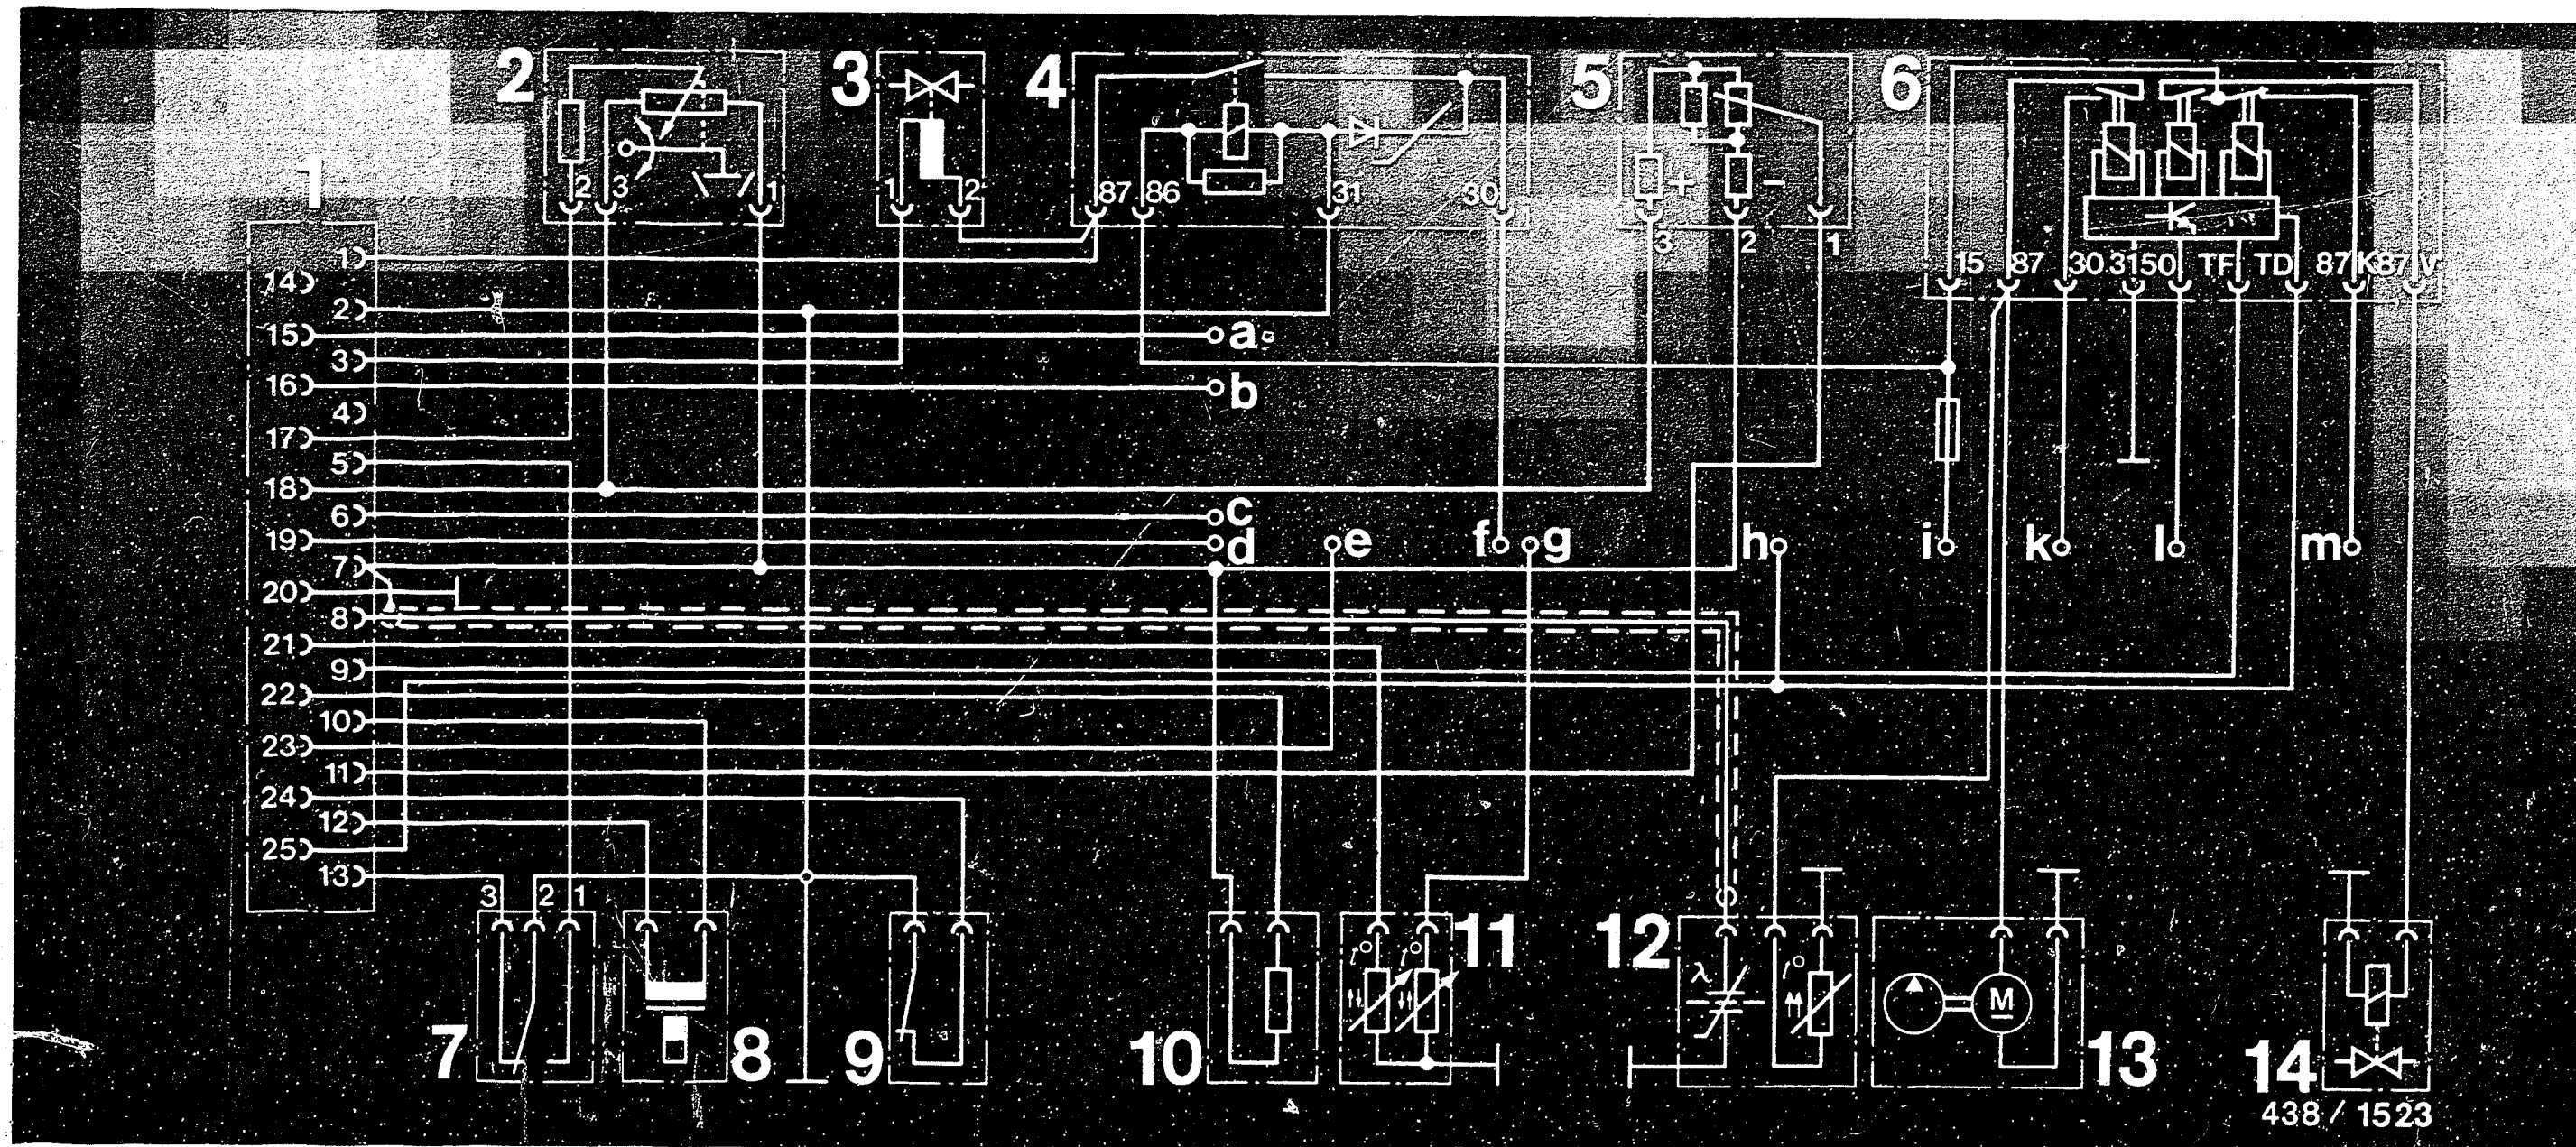 2 3 4 5 6
1
2 3 1
1 2
87 86 31 30
+ −
3 2 1
15 87 30 31 50 TF TD 87K 87V
1
14
2
15 a
3
16 b
4
17
5
18
6 c
19 d e f g h i k l m
7
20
8
21
9
22
10
23
11
24
12
25
13
3 2 1
t° t° 11
12 λ t°
M
7 8 9 10 13 14
438 / 1523